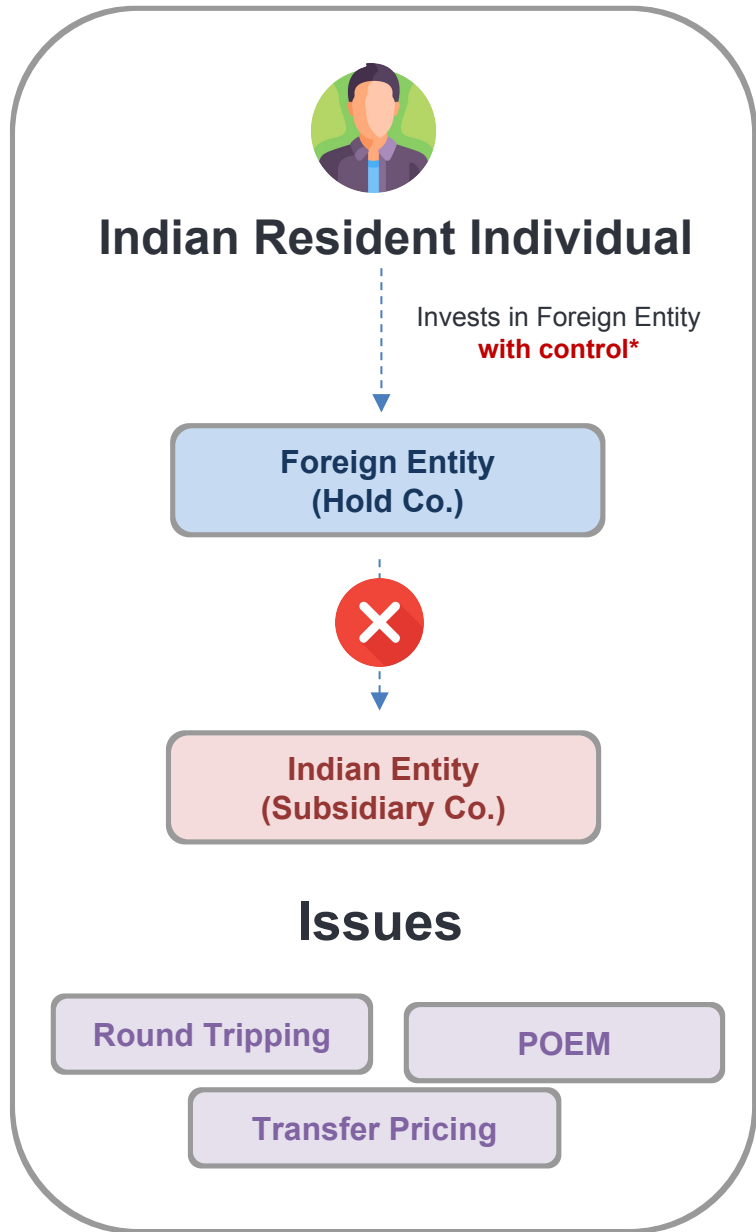 Indian Resident Individual
Invests in Foreign Entity
with control*
Foreign Entity
(Hold Co.)
Indian Entity
(Subsidiary Co.)
Issues
Round Tripping
POEM
Transfer Pricing